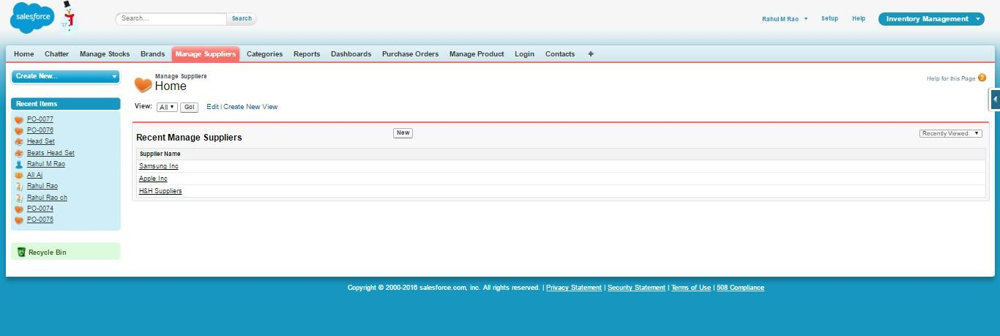 salesforce
'17
Search...
Search
Rahul M Rao
Setup
Help
Inventory Management
Home Chatter Manage Stocks Brands Manage Suppliers Categories Reports Dashboards Purchase Orders Manage Product Login Contacts +
Create New...
Recent Items
PO-0077
PO-0076
Head Set
Beats Head Set
Rahul M Rao
All Aj
Rahul Rao
Rahul Rao ch
PO-0074
PO-0075
Recycle Bin
Manage Suppliers
Home
Help for this Page ?
View: All Go! Edit | Create New View
Recent Manage Suppliers New Recently Viewed
Supplier Name
Samsung Inc
Apple Inc
H&H Suppliers
Copyright © 2000-2016 salesforce.com, inc. All rights reserved. | Privacy Statement | Security Statement | Terms of Use | 508 Compliance